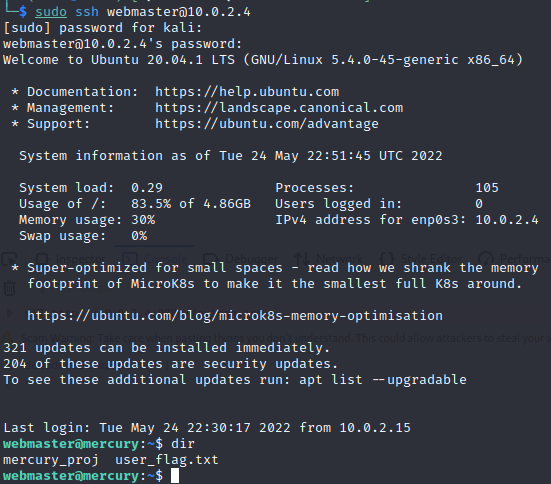 └─$ sudo ssh webmaster@10.0.2.4
[sudo] password for kali:
webmaster@10.0.2.4's password:
Welcome to Ubuntu 20.04.1 LTS (GNU/Linux 5.4.0-45-generic x86_64)
* Documentation:  https://help.ubuntu.com
* Management:     https://landscape.canonical.com
* Support:        https://ubuntu.com/advantage
System information as of Tue 24 May 22:51:45 UTC 2022
System load:  0.29               Processes:               105
Usage of /:   83.5% of 4.86GB   Users logged in:         0
Memory usage: 30%                IPv4 address for enp0s3: 10.0.2.4
Swap usage:   0%
* Super-optimized for small spaces - read how we shrank the memory
footprint of MicroK8s to make it the smallest full K8s around.
https://ubuntu.com/blog/microk8s-memory-optimisation
321 updates can be installed immediately.
204 of these updates are security updates.
To see these additional updates run: apt list --upgradable
Last login: Tue May 24 22:30:17 2022 from 10.0.2.15
webmaster@mercury:~$ dir
mercury_proj  user_flag.txt
webmaster@mercury:~$